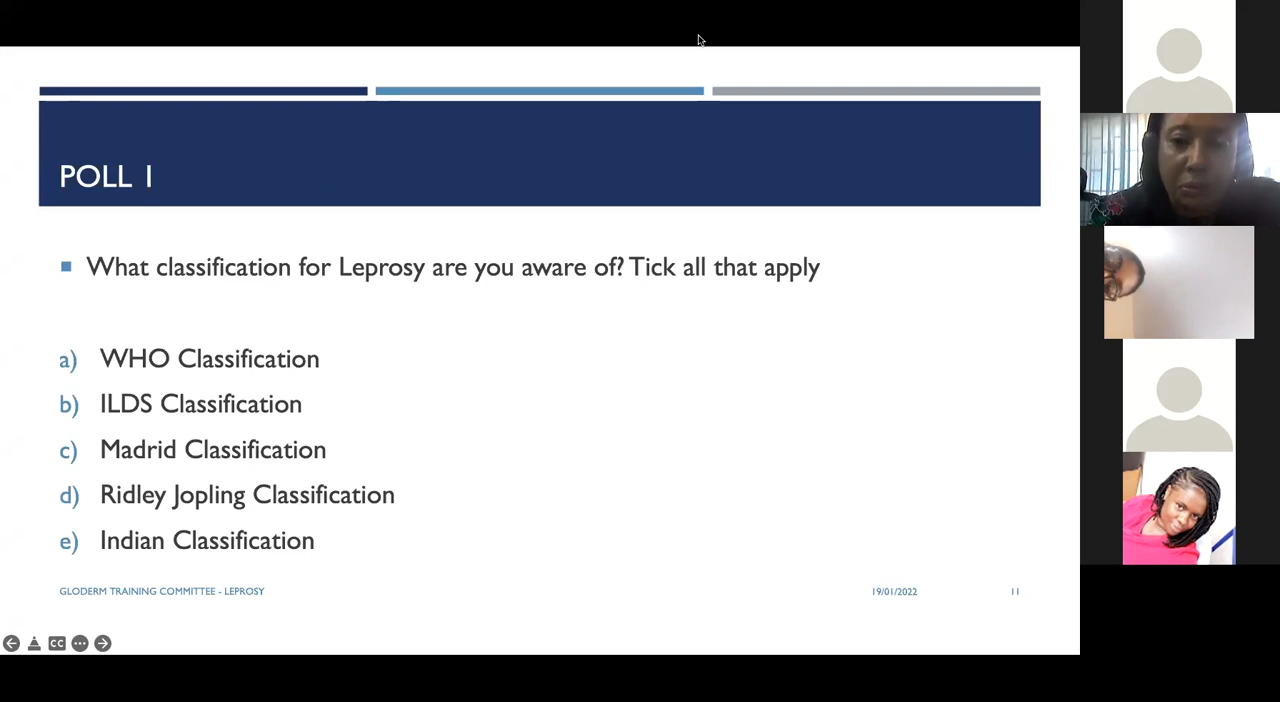 POLL 1
What classification for Leprosy are you aware of? Tick all that apply
a) WHO Classification
b) ILDS Classification
c) Madrid Classification
d) Ridley Jopling Classification
e) Indian Classification
GLODERM TRAINING COMMITTEE - LEPROSY 19/01/2022 11
CC